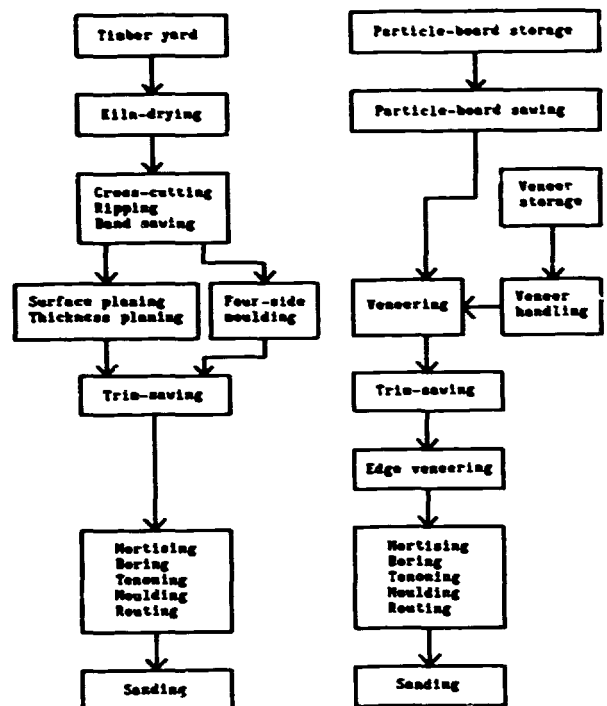 Timber yard
Kiln-drying
Cross-cutting
Ripping
Band sawing
Surface planing
Thickness planing
Four-side
moulding
Trim-sawing
Mortising
Boring
Tenoning
Moulding
Routing
Sanding
Particle-board storage
Particle-board sawing
Veneer
storage
Veneering
Veneer
handling
Trim-sawing
Edge veneering
Mortising
Boring
Tenoning
Moulding
Routing
Sanding